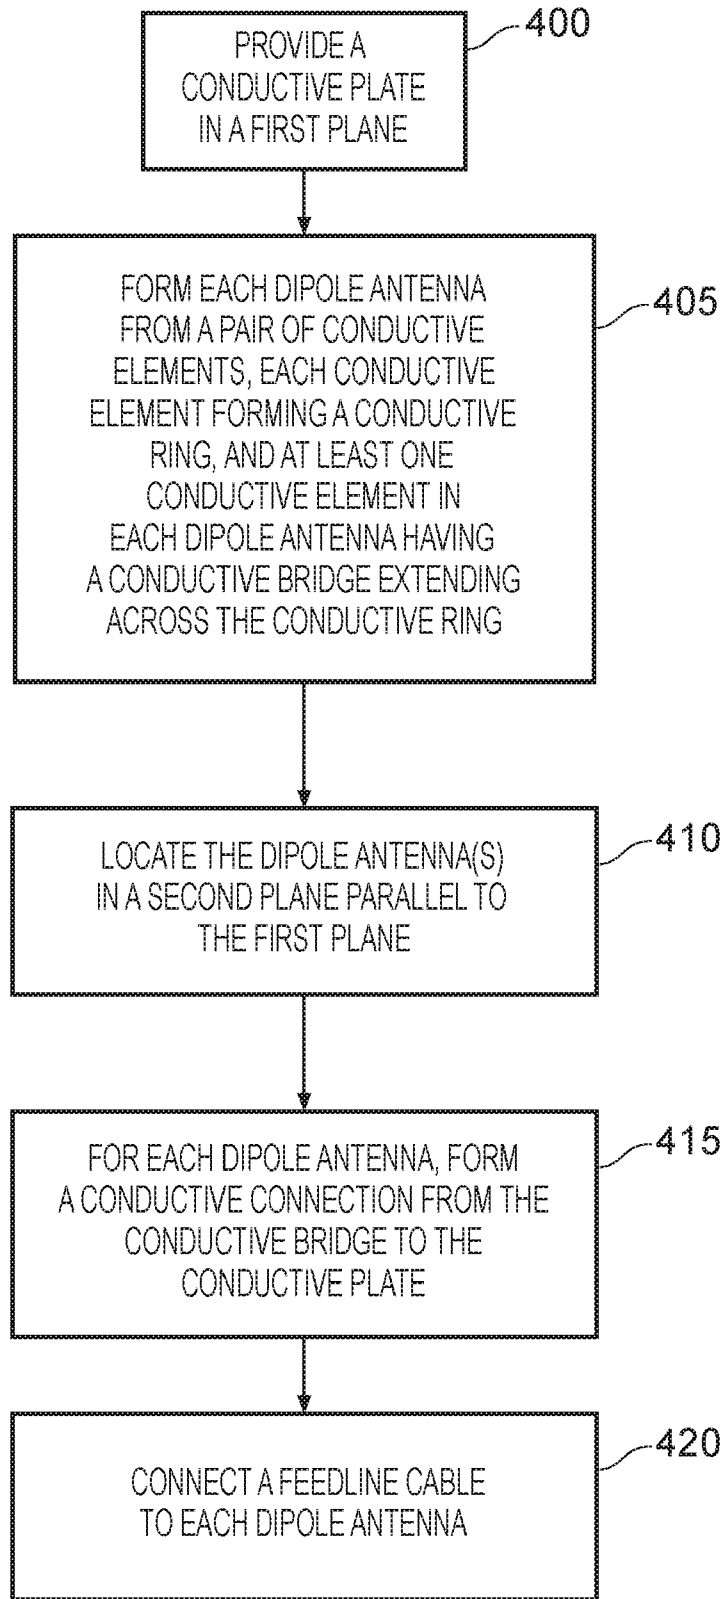 400
PROVIDE A
CONDUCTIVE PLATE
IN A FIRST PLANE
405
FORM EACH DIPOLE ANTENNA
FROM A PAIR OF CONDUCTIVE
ELEMENTS, EACH CONDUCTIVE
ELEMENT FORMING A CONDUCTIVE
RING, AND AT LEAST ONE
CONDUCTIVE ELEMENT IN
EACH DIPOLE ANTENNA HAVING
A CONDUCTIVE BRIDGE EXTENDING
ACROSS THE CONDUCTIVE RING
410
LOCATE THE DIPOLE ANTENNA(S)
IN A SECOND PLANE PARALLEL TO
THE FIRST PLANE
415
FOR EACH DIPOLE ANTENNA, FORM
A CONDUCTIVE CONNECTION FROM THE
CONDUCTIVE BRIDGE TO THE
CONDUCTIVE PLATE
420
CONNECT A FEEDLINE CABLE
TO EACH DIPOLE ANTENNA